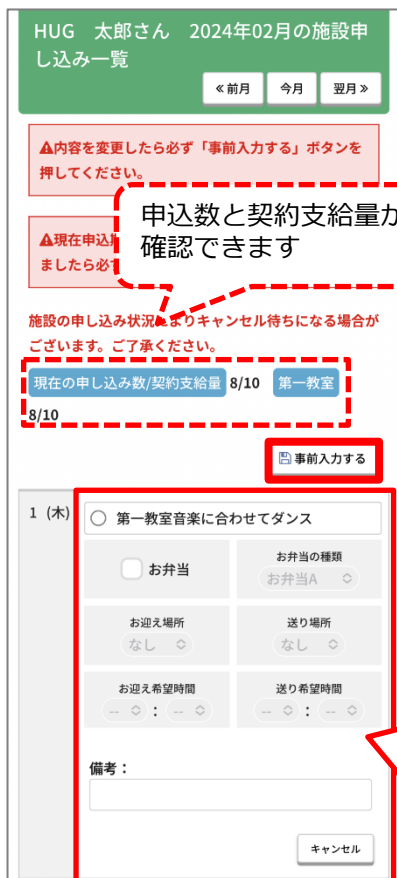 HUG 太郎さん 2024年02月の施設申
し込み一覧
≪前月 今月 翌月≫
▲内容を変更したら必ず「事前入力する」ボタンを
押してください。
申込数と契約支給量が
確認できます
▲現在申込
ましたら必ず
施設の申し込み状況によりキャンセル待ちになる場合が
ございます。ご了承ください。
現在の申し込み数/契約支給量 8/10 第一教室
8/10
事前入力する
1 (木)
第一教室音楽に合わせてダンス
お弁当 お弁当の種類
お弁当A
お迎え場所 送り場所
なし なし
お迎え希望時間 送り希望時間
-- : -- -- : --
備考：
キャンセル